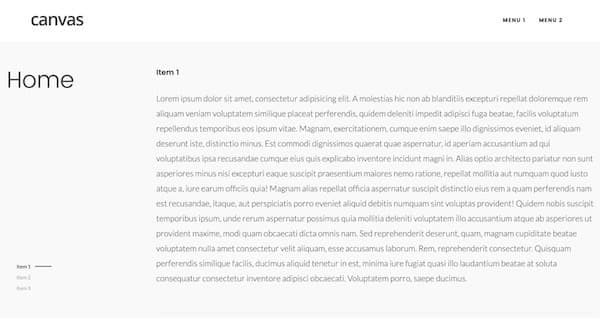 canvas
MENU 1 MENU 2
Home
Item 1
Lorem ipsum dolor sit amet, consectetur adipisicing elit. A molestias hic non ab blanditiis excepturi repellat doloremque rem
aliquam veniam voluptatem similique placeat perferendis, quidem deleniti impedit adipisci fuga beatae, facilis voluptatum
repellendus temporibus eos ipsum vitae. Magnam, exercitationem, cumque enim saepe illo dignissimos eveniet, id aliquam
deserunt iste, distinctio minus. Est commodi dignissimos quaerat quae aspernatur, id aperiam accusantium ad qui
voluptatibus ipsa recusandae cumque eius quis explicabo inventore incidunt magni in. Alias optio architecto pariatur non sunt
asperiores minus nisi excepturi eaque suscipit praesentium maiores nemo ratione, repellat mollitia aut numquam quod iusto
atque a, iure earum officiis quia! Magnam alias repellat officia aspernatur suscipit distinctio eius rem a quam perferendis nam
est recusandae, itaque, aut perspiciatis porro eveniet aliquid debitis numquam sint voluptas provident! Quidem nobis suscipit
temporibus ipsum, unde rerum aspernatur possimus quia mollitia deleniti voluptatem illo accusantium atque ab asperiores ut
provident maxime, modi quam obcaecati dicta omnis nam. Sed reprehenderit deserunt, quam, magnam cupiditate beatae
voluptatem nulla amet consectetur velit aliquam, esse accusamus laborum. Rem, reprehenderit consectetur. Quisquam
perferendis similique facilis, ducimus aliquid tenetur in est, minima iure fugiat quasi illo laudantium beatae at soluta
consequatur consectetur inventore adipisci obcaecati. Voluptatem porro, saepe ducimus.
Item 1
Item 2
Item 3